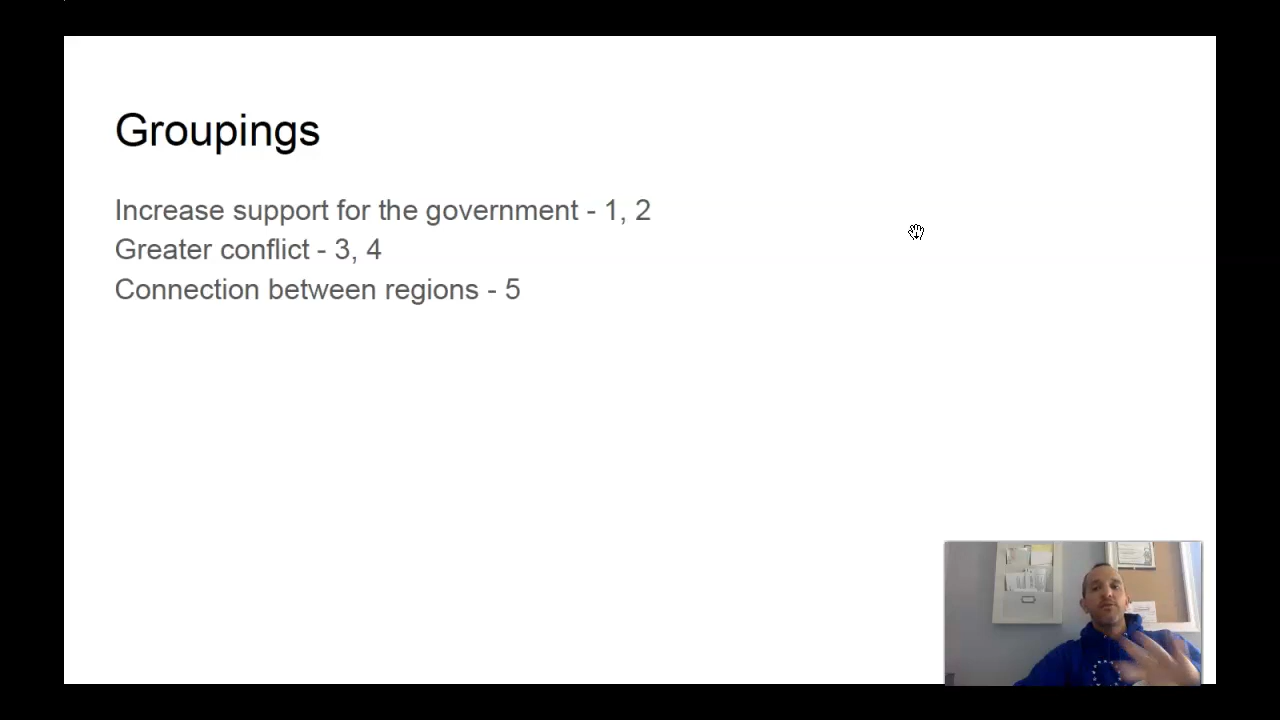 Groupings
Increase support for the government - 1, 2
Greater conflict - 3, 4
Connection between regions - 5